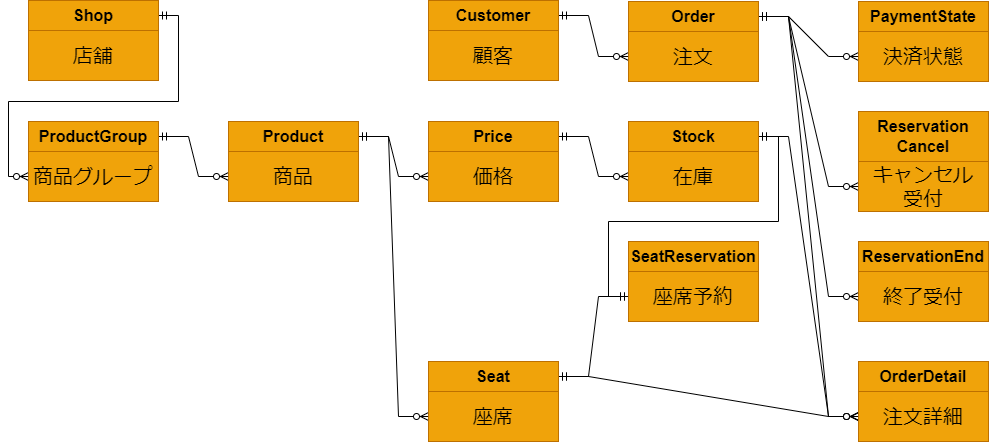 Shop
店舗
Customer
顧客
Order
注文
PaymentState
決済状態
ProductGroup
商品グループ
Product
商品
Price
価格
Stock
在庫
Reservation
Cancel
キャンセル
受付
SeatReservation
座席予約
ReservationEnd
終了受付
Seat
座席
OrderDetail
注文詳細